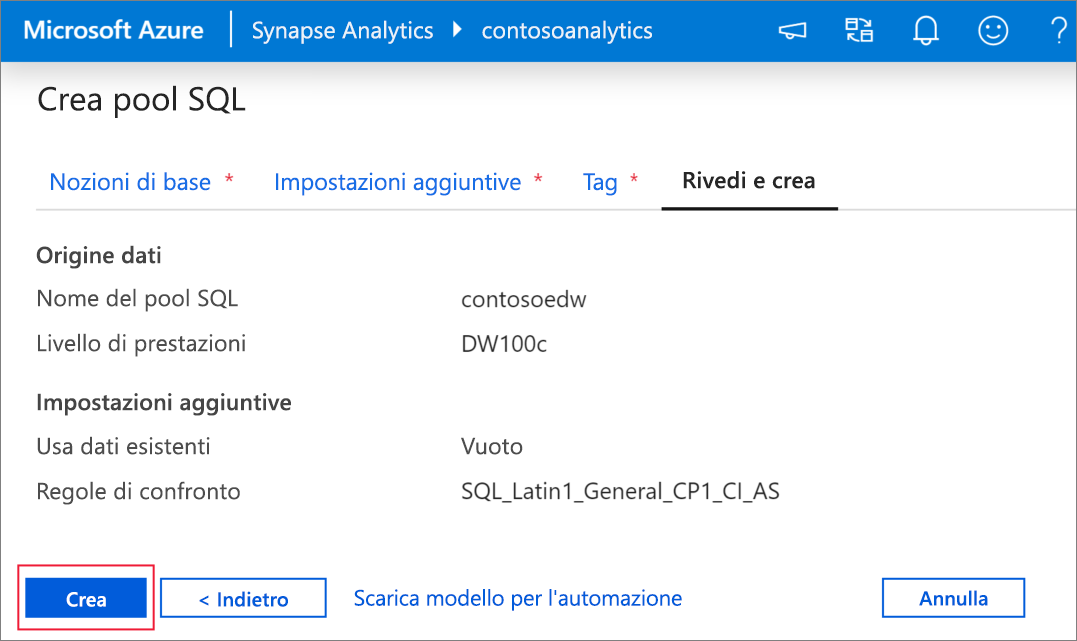 Microsoft Azure Synapse Analytics contosoanalytics ?
Crea pool SQL
Nozioni di base * Impostazioni aggiuntive * Tag * Rivedi e crea
Origine dati
Nome del pool SQL contosoedw
Livello di prestazioni DW100c
Impostazioni aggiuntive
Usa dati esistenti Vuoto
Regole di confronto SQL_Latin1_General_CP1_CI_AS
Crea < Indietro Scarica modello per l'automazione Annulla